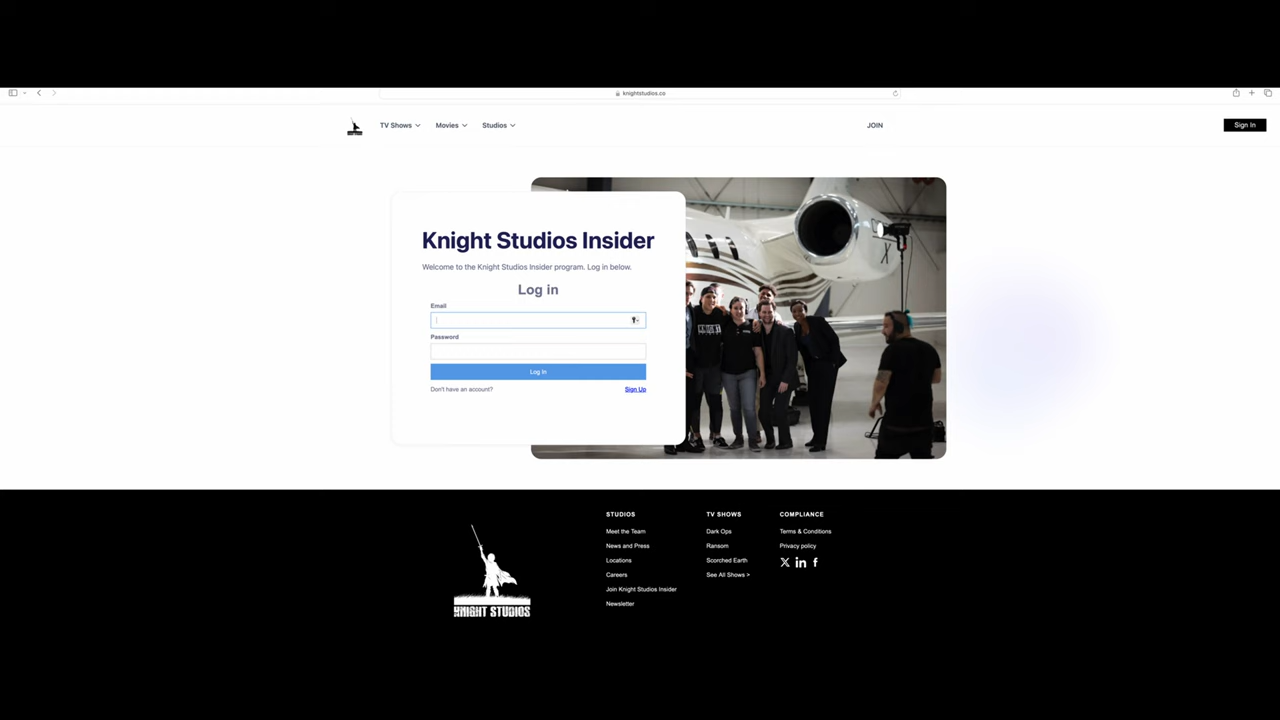 knightstudios.co
TV Shows
Movies
Studios
JOIN
Sign In
Knight Studios Insider
Welcome to the Knight Studios Insider program. Log in below.
Log in
Email
Password
Log In
Don't have an account?
Sign Up
STUDIOS
Meet the Team
News and Press
Locations
Careers
Join Knight Studios Insider
Newsletter
TV SHOWS
Dark Ops
Ransom
Scorched Earth
See All Shows >
COMPLIANCE
Terms & Conditions
Privacy policy
KNIGHT STUDIOS